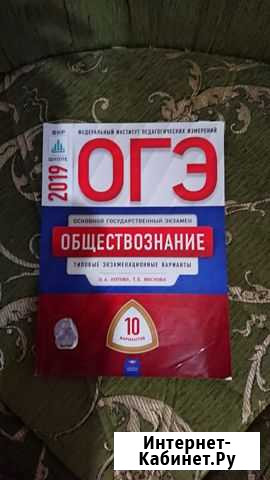 ФИПИ
ШКОЛЕ
ФЕДЕРАЛЬНЫЙ ИНСТИТУТ ПЕДАГОГИЧЕСКИХ ИЗМЕРЕНИЙ
2019
ОГЭ
ОСНОВНОЙ ГОСУДАРСТВЕННЫЙ ЭКЗАМЕН
ОБЩЕСТВОЗНАНИЕ
ТИПОВЫЕ ЭКЗАМЕНАЦИОННЫЕ ВАРИАНТЫ
О. А. КОТОВА, Т. Е. ЛИСКОВА
10
ВАРИАНТОВ
Интернет-
Кабинет.Ру